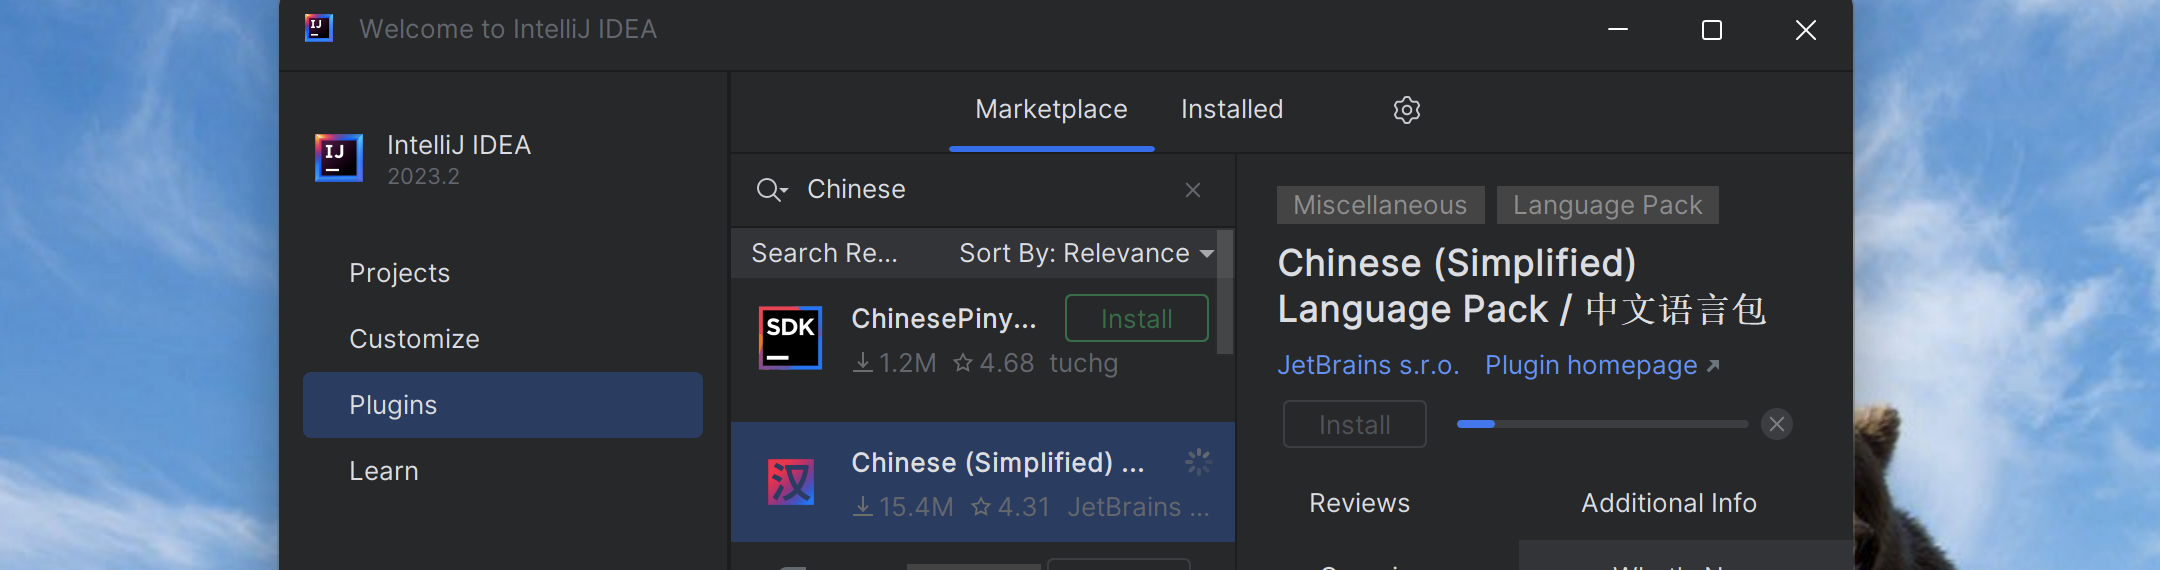 Welcome to IntelliJ IDEA
IntelliJ IDEA
2023.2
Projects
Customize
Plugins
Learn
Marketplace
Installed
Chinese
Search Re...
Sort By: Relevance
SDK
ChinesePiny...
Install
1.2M
4.68
tuchg
汉
Chinese (Simplified) ...
15.4M
4.31
JetBrains ...
Miscellaneous
Language Pack
Chinese (Simplified)
Language Pack / 中文语言包
JetBrains s.r.o.
Plugin homepage
Install
Reviews
Additional Info